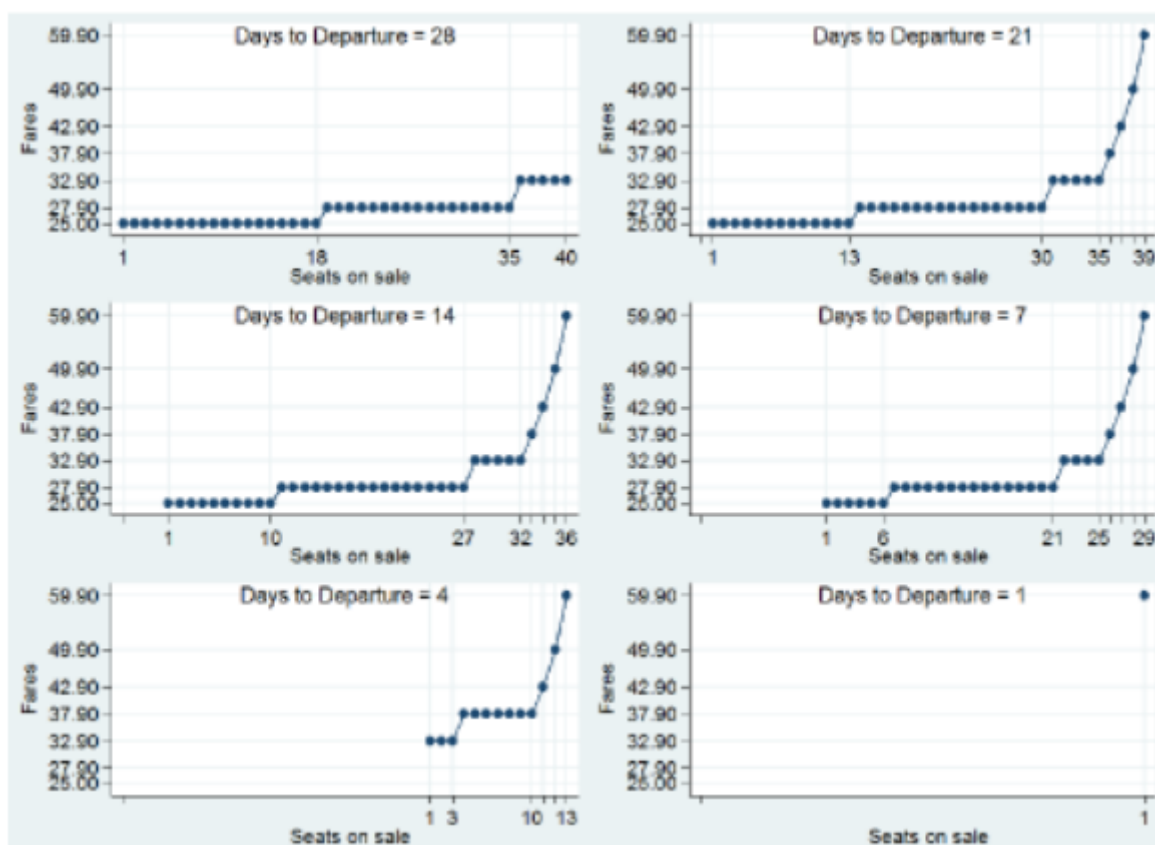 Days to Departure = 28
59.90
49.90
42.90
37.90
32.90
27.90
25.00
Fares
1 18 35 40
Seats on sale
Days to Departure = 21
59.90
49.90
42.90
37.90
32.90
27.90
25.00
Fares
1 13 30 35 39
Seats on sale
Days to Departure = 14
59.90
49.90
42.90
37.90
32.90
27.90
25.00
Fares
1 10 27 32 36
Seats on sale
Days to Departure = 7
59.90
49.90
42.90
37.90
32.90
27.90
25.00
Fares
1 6 21 25 29
Seats on sale
Days to Departure = 4
59.90
49.90
42.90
37.90
32.90
27.90
25.00
Fares
1 3 10 13
Seats on sale
Days to Departure = 1
59.90
49.90
42.90
37.90
32.90
27.90
25.00
Fares
1
Seats on sale